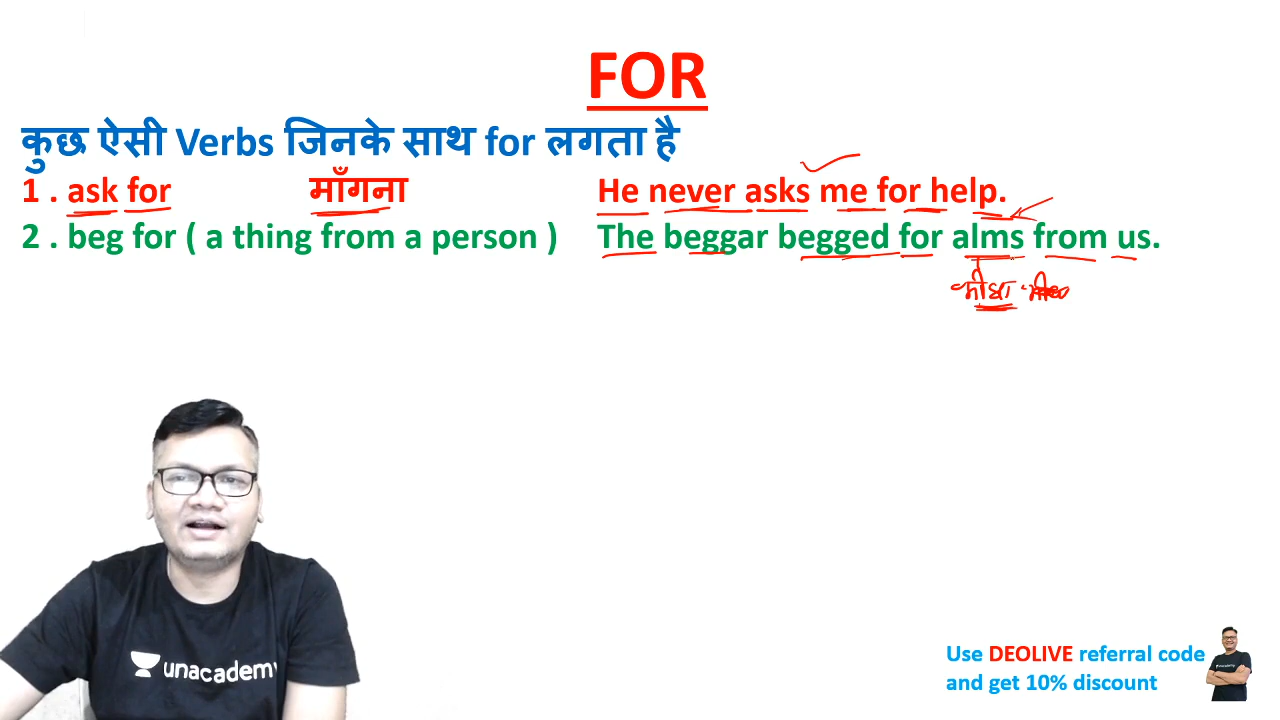 FOR
कुछ ऐसी Verbs जिनके साथ for लगता है
1 . ask for माँगना He never asks me for help.
2 . beg for ( a thing from a person ) The beggar begged for alms from us.
unacademy
Use DEOLIVE referral code
and get 10% discount